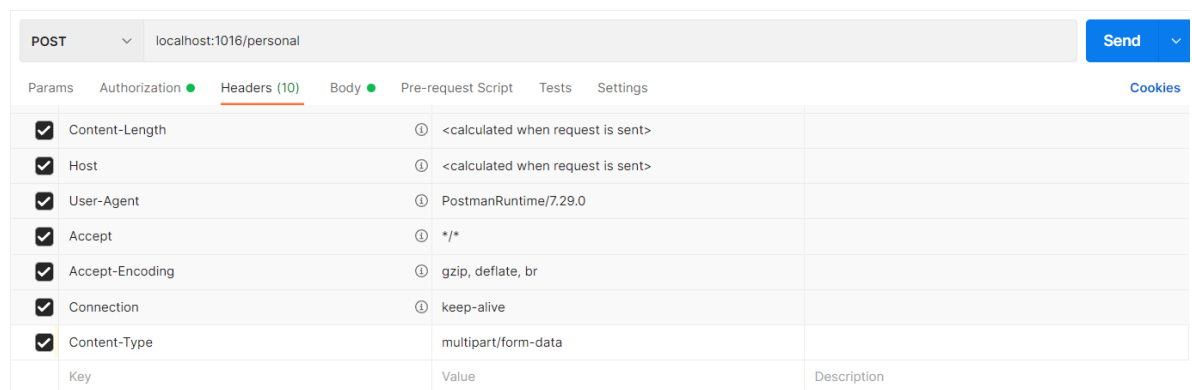 POST localhost:1016/personal Send
Params Authorization Headers (10) Body Pre-request Script Tests Settings Cookies
Content-Length <calculated when request is sent>
Host <calculated when request is sent>
User-Agent PostmanRuntime/7.29.0
Accept */*
Accept-Encoding gzip, deflate, br
Connection keep-alive
Content-Type multipart/form-data
Key Value Description